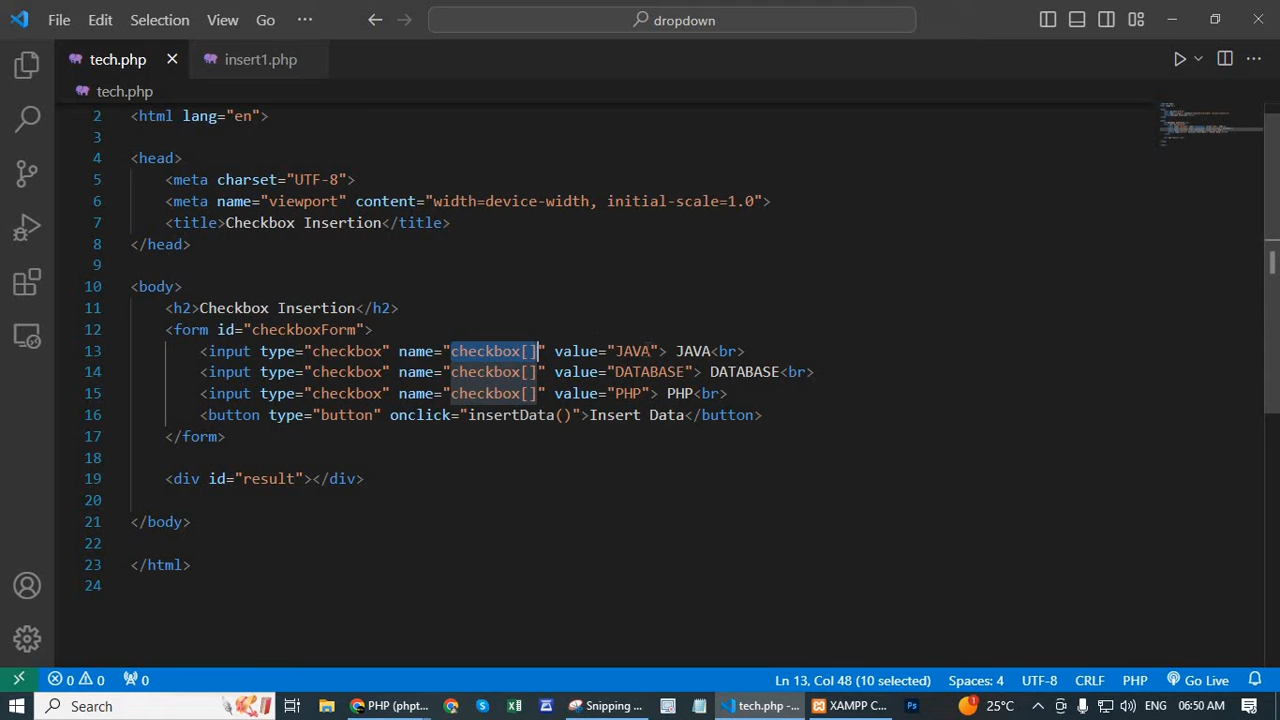 File Edit Selection View Go ··· dropdown
tech.php insert1.php
tech.php
2 <html lang="en">
3
4 <head>
5 <meta charset="UTF-8">
6 <meta name="viewport" content="width=device-width, initial-scale=1.0">
7 <title>Checkbox Insertion</title>
8 </head>
9
10 <body>
11 <h2>Checkbox Insertion</h2>
12 <form id="checkboxForm">
13 <input type="checkbox" name="checkbox[]" value="JAVA"> JAVA<br>
14 <input type="checkbox" name="checkbox[]" value="DATABASE"> DATABASE<br>
15 <input type="checkbox" name="checkbox[]" value="PHP"> PHP<br>
16 <button type="button" onclick="insertData()">Insert Data</button>
17 </form>
18
19 <div id="result"></div>
20
21 </body>
22
23 </html>
24
0 0 0 Ln 13, Col 48 (10 selected) Spaces: 4 UTF-8 CRLF PHP Go Live
Search PHP (phpt... Snipping ... tech.php -... XAMPP C... 25°C ENG 06:50 AM